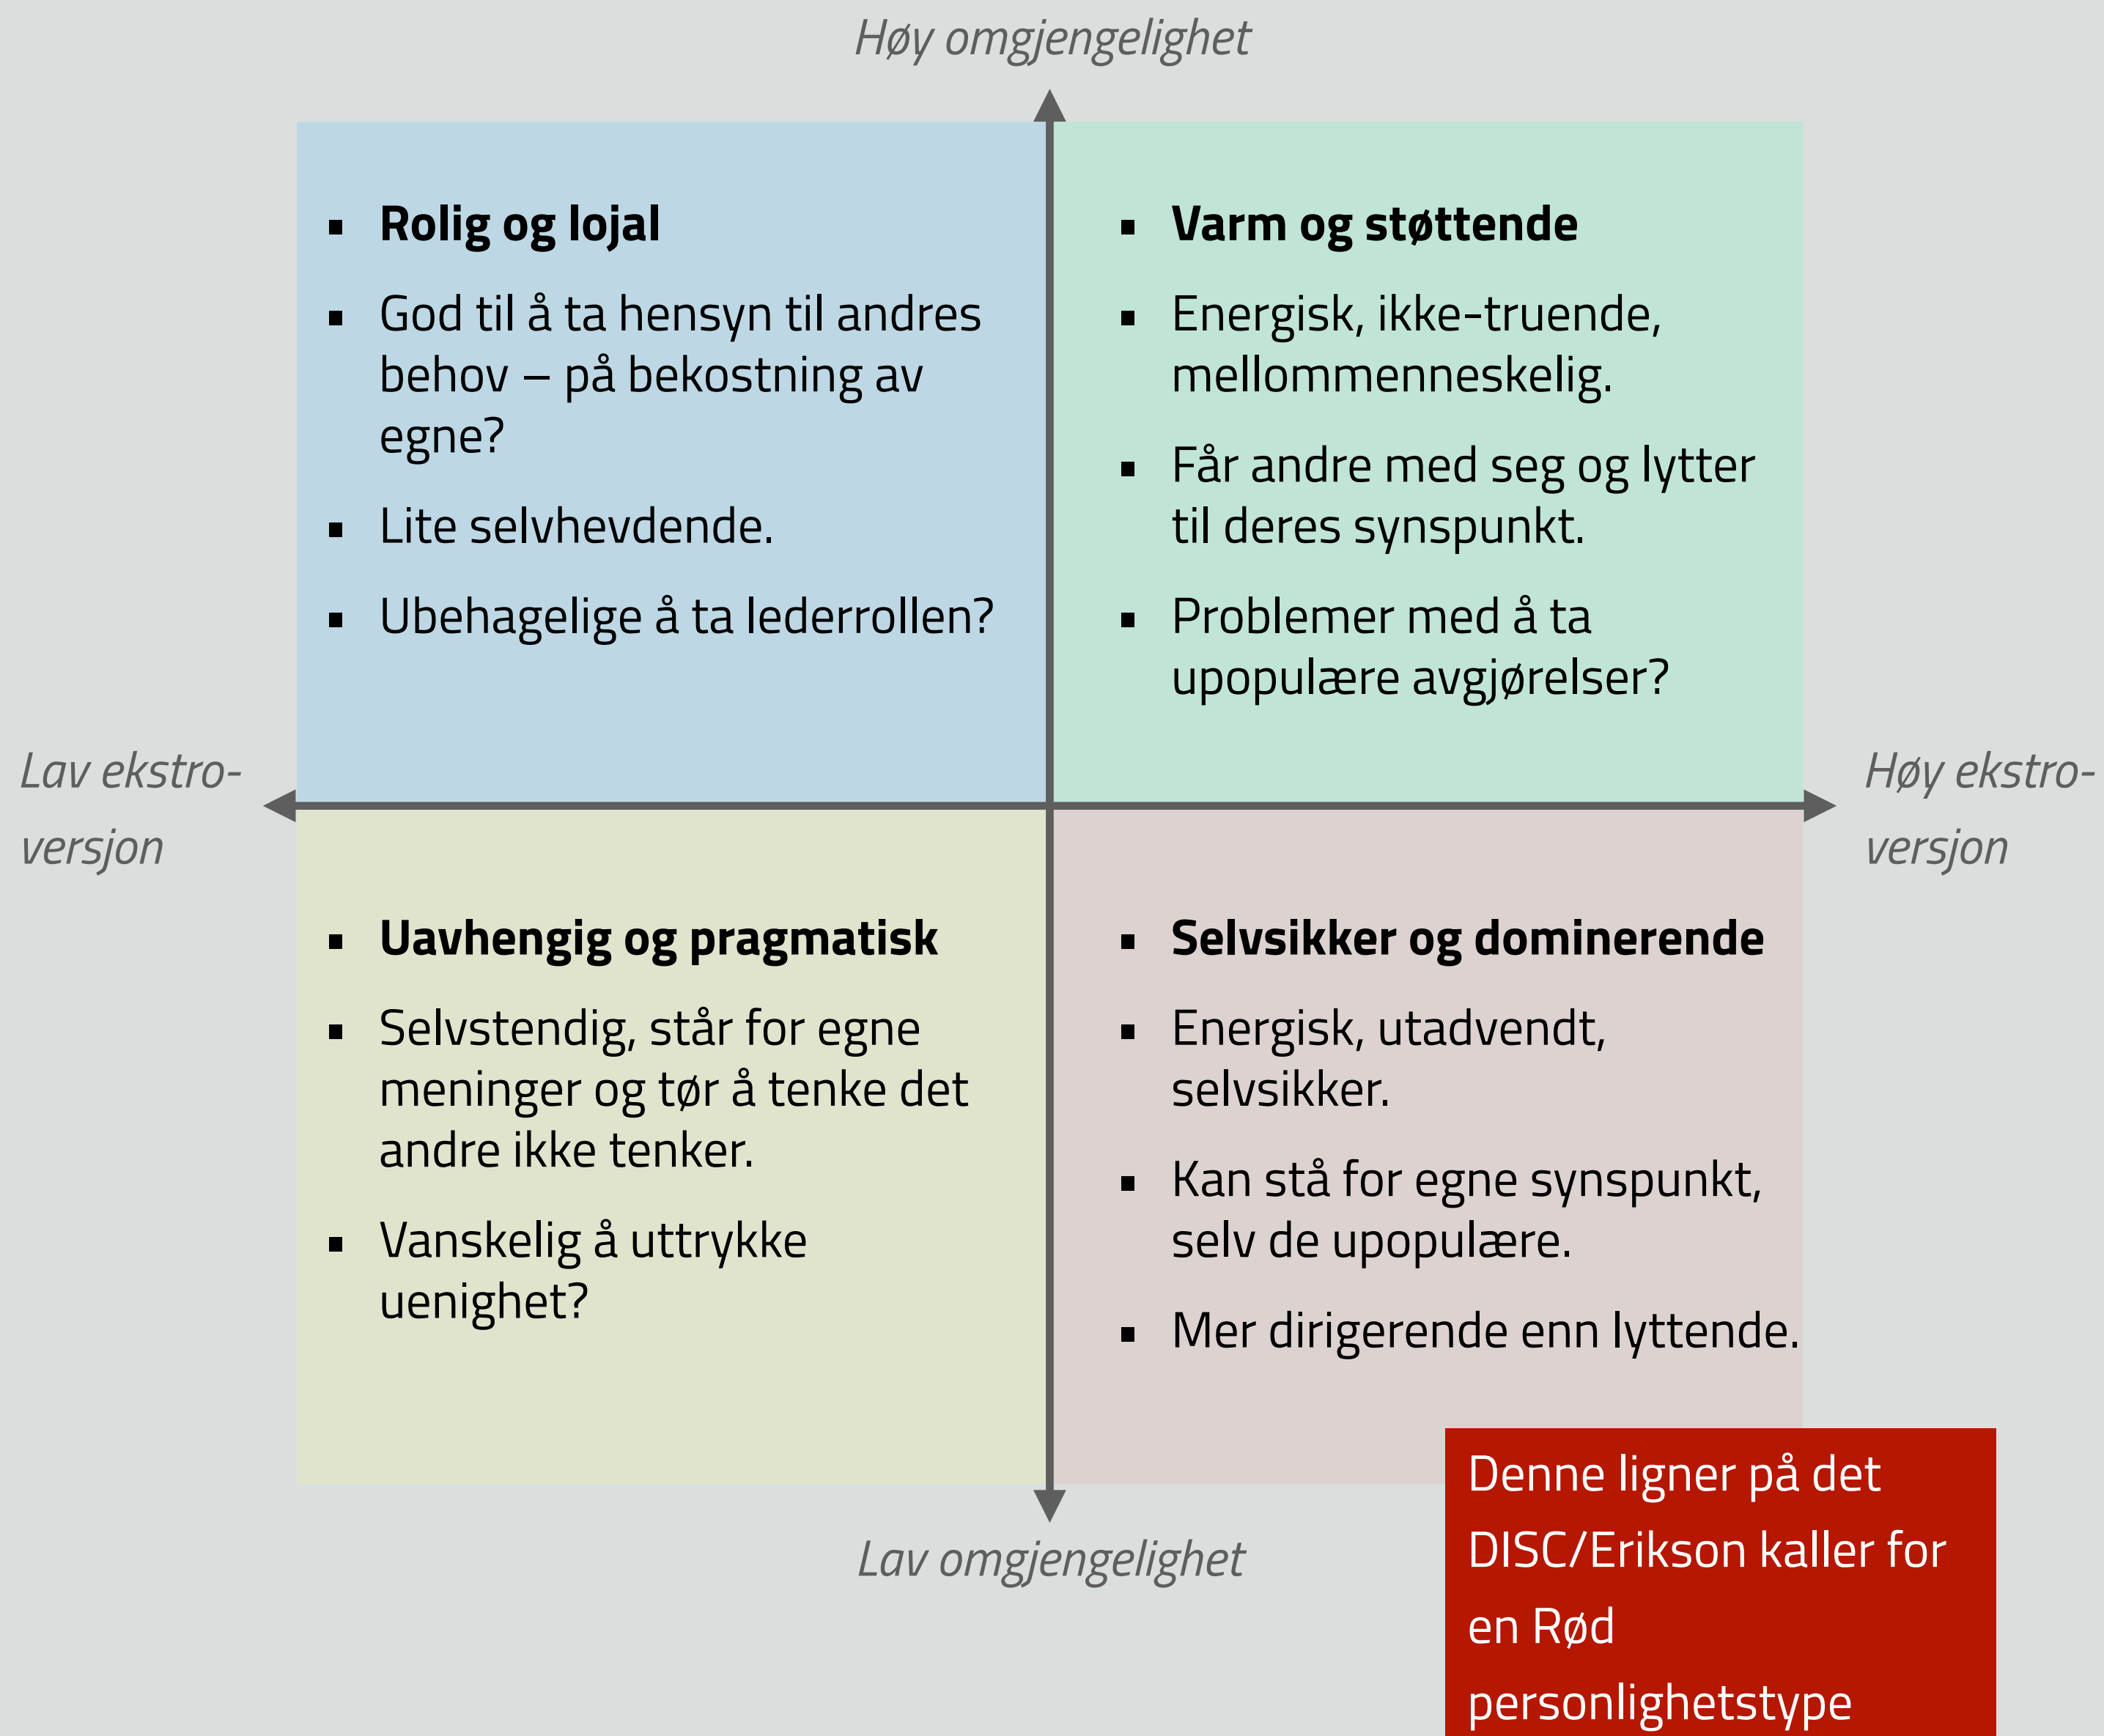 Høy omgjengelighet
▪ Rolig og lojal
▪ God til å ta hensyn til andres
behov – på bekostning av
egne?
▪ Lite selvhevdende.
▪ Ubehagelige å ta lederrollen?
▪ Varm og støttende
▪ Energisk, ikke-truende,
mellommenneskelig.
▪ Får andre med seg og lytter
til deres synspunkt.
▪ Problemer med å ta
upopulære avgjørelser?
Lav ekstro-
versjon
Høy ekstro-
versjon
▪ Uavhengig og pragmatisk
▪ Selvstendig, står for egne
meninger og tør å tenke det
andre ikke tenker.
▪ Vanskelig å uttrykke
uenighet?
▪ Selvsikker og dominerende
▪ Energisk, utadvendt,
selvsikker.
▪ Kan stå for egne synspunkt,
selv de upopulære.
▪ Mer dirigerende enn lyttende.
Lav omgjengelighet
Denne ligner på det
DISC/Erikson kaller for
en Rød
personlighetstype